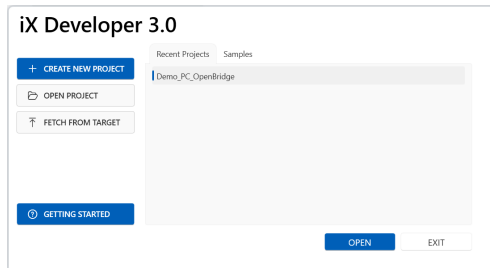 iX Developer 3.0
Recent Projects Samples
CREATE NEW PROJECT
Demo_PC_OpenBridge
OPEN PROJECT
FETCH FROM TARGET
GETTING STARTED
OPEN EXIT